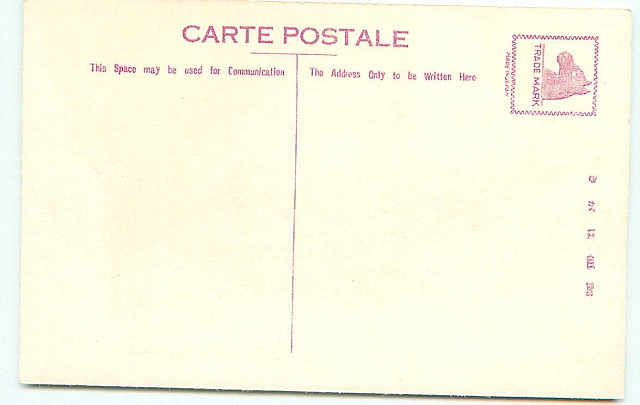 CARTE POSTALE
This Space may be used for Communication
The Address Only to be Written Here
TRADE MARK